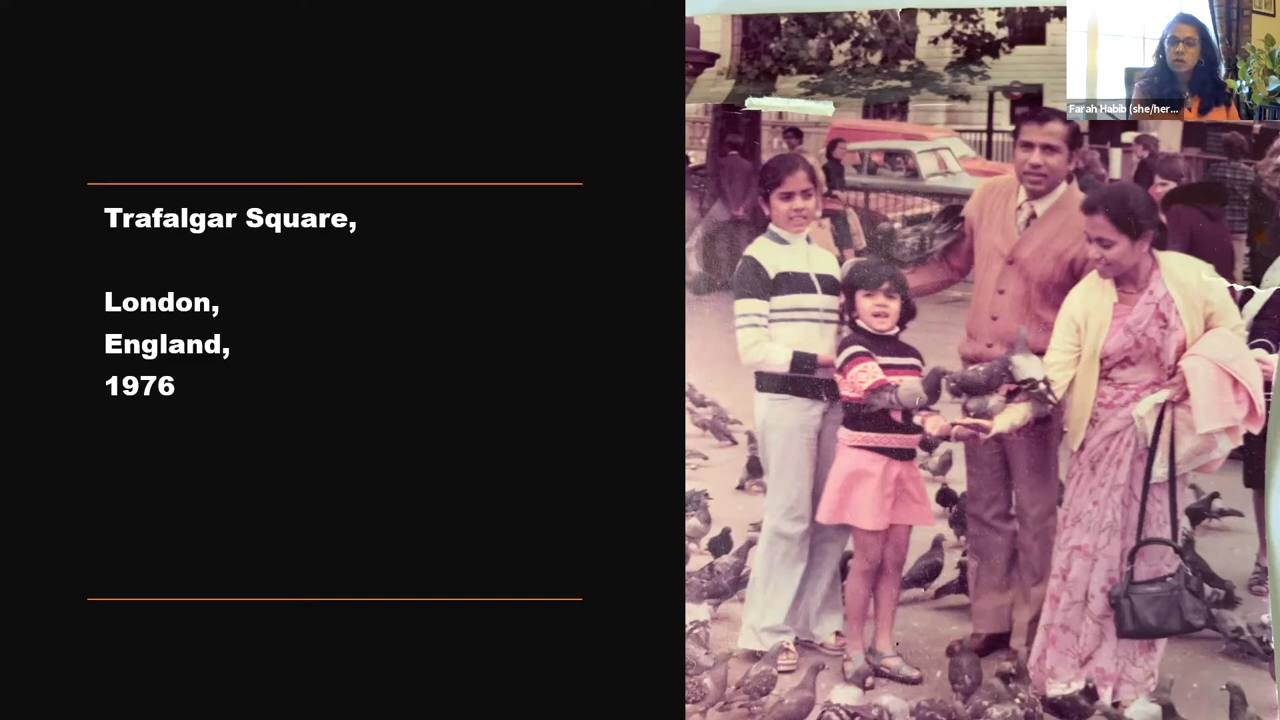 Trafalgar Square,
London,
England,
1976
Farah Habib (she/her...